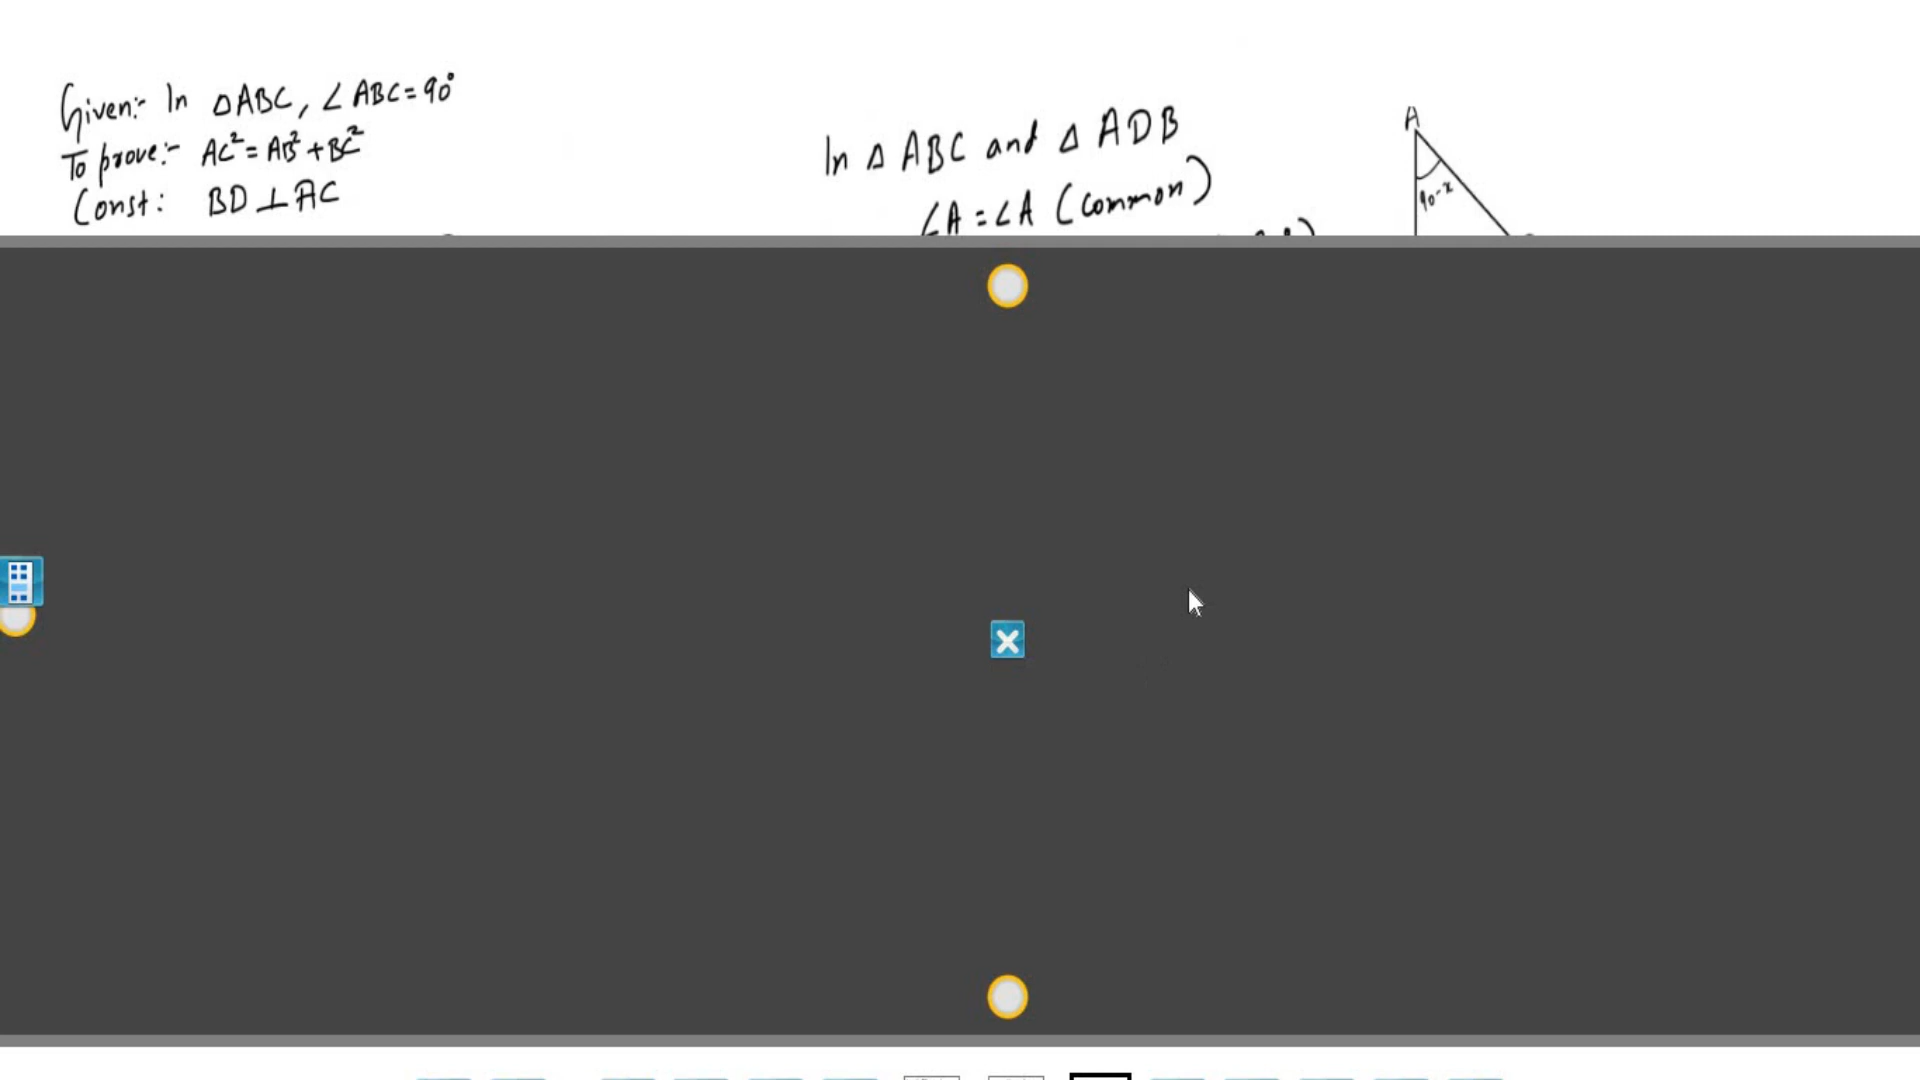 Given:- In △ABC, ∠ABC=90°
To prove:- AC²=AB²+BC²
Const: BD⊥AC
In △ ABC and △ ADB
∠A=∠A (common)
A
90-x